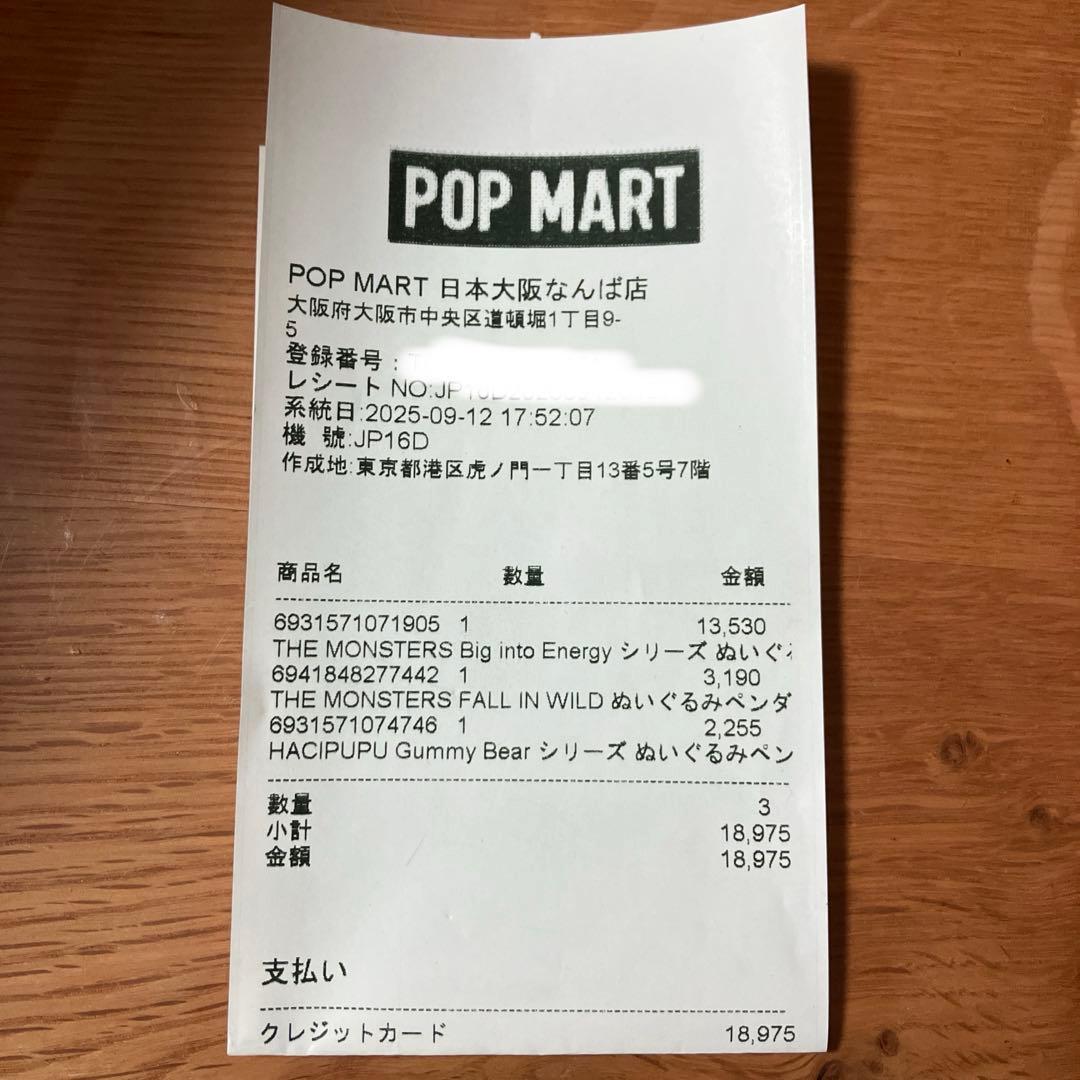 POP MART
POP MART 日本大阪なんば店
大阪府大阪市中央区道頓堀1丁目9-
5
登録番号：
レシート NO:
系統日:2025-09-12 17:52:07
機 號:JP16D
作成地:東京都港区虎ノ門一丁目13番5号7階
商品名 数量 金額
6931571071905 1 13,530
THE MONSTERS Big into Energy シリーズ ぬいぐ
6941848277442 1 3,190
THE MONSTERS FALL IN WILD ぬいぐるみペンダ
6931571074746 1 2,255
HACIPUPU Gummy Bear シリーズ ぬいぐるみペン
数量 3
小計 18,975
金額 18,975
支払い
クレジットカード 18,975